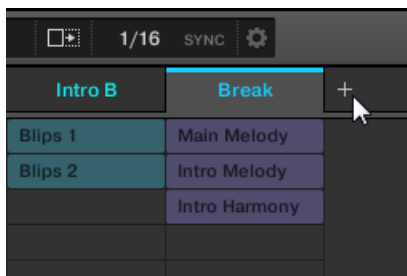 1/16 SYNC
Intro B Break +
Blips 1 Main Melody
Blips 2 Intro Melody
Intro Harmony